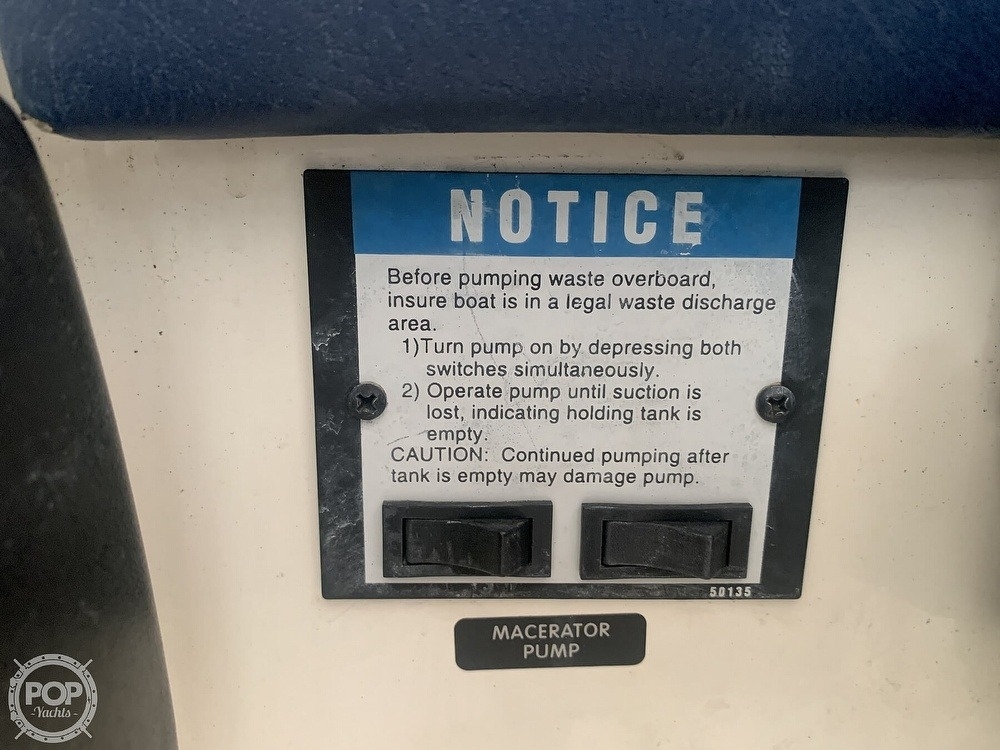 NOTICE
Before pumping waste overboard,
insure boat is in a legal waste discharge
area.
1)Turn pump on by depressing both
switches simultaneously.
2) Operate pump until suction is
lost, indicating holding tank is
empty.
CAUTION: Continued pumping after
tank is empty may damage pump.
50135
MACERATOR
PUMP
POP
-Yachts-